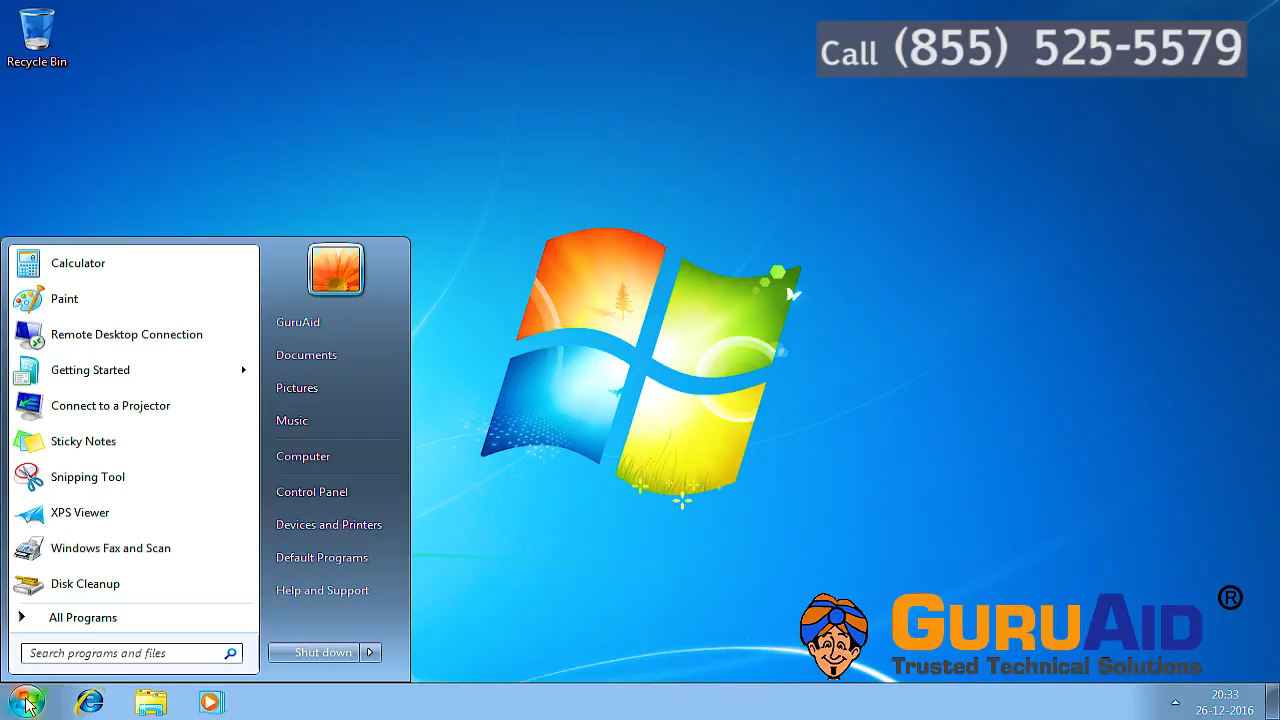 Recycle Bin
Call (855) 525-5579
Calculator
Paint
Remote Desktop Connection
Getting Started
Connect to a Projector
Sticky Notes
Snipping Tool
XPS Viewer
Windows Fax and Scan
Disk Cleanup
All Programs
Search programs and files
GuruAid
Documents
Pictures
Music
Computer
Control Panel
Devices and Printers
Default Programs
Help and Support
Shut down
GURUAID ®
Trusted Technical Solutions
20:33
26-12-2016